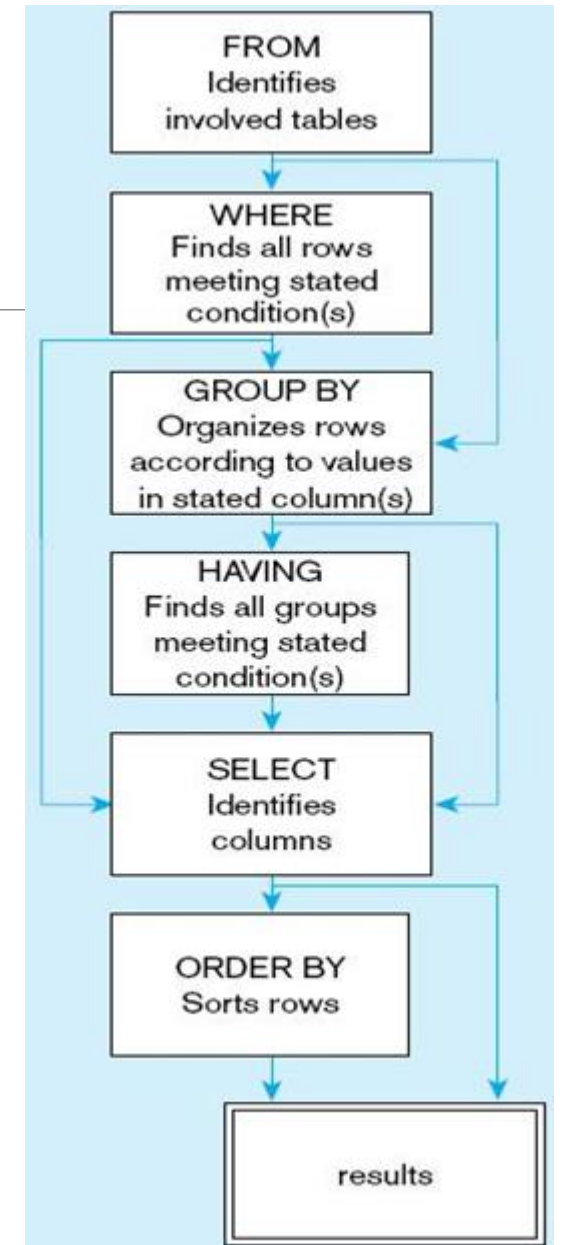 FROM
Identifies
involved tables
WHERE
Finds all rows
meeting stated
condition(s)
GROUP BY
Organizes rows
according to values
in stated column(s)
HAVING
Finds all groups
meeting stated
condition(s)
SELECT
Identifies
columns
ORDER BY
Sorts rows
results